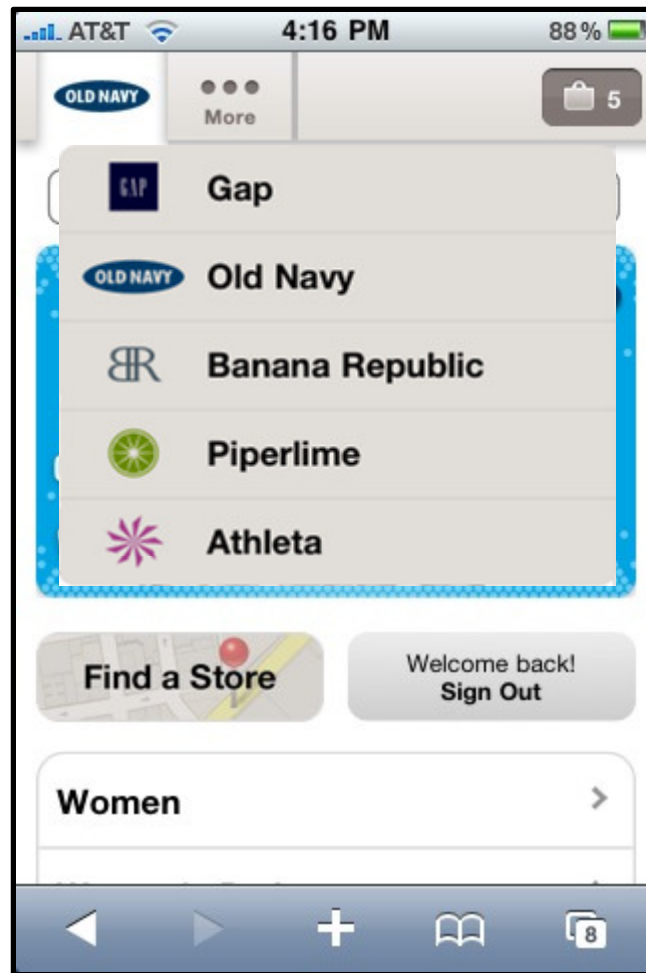 AT&T 4:16 PM 88%
OLD NAVY More 5
GAP Gap
OLD NAVY Old Navy
BR Banana Republic
Piperlime
Athleta
Find a Store
Welcome back!
Sign Out
Women
8